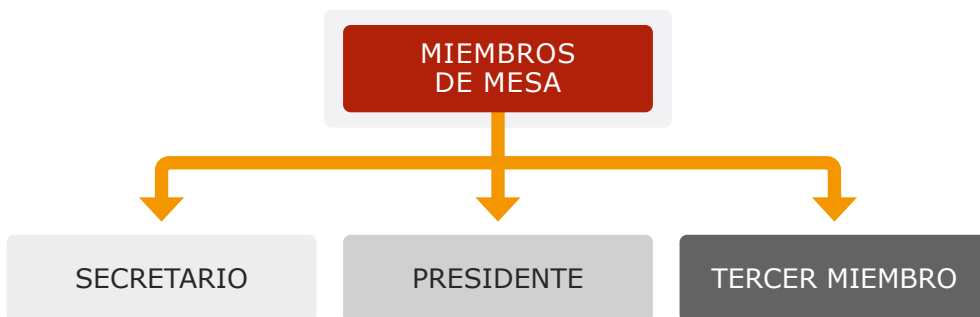 MIEMBROS
DE MESA
SECRETARIO
PRESIDENTE
TERCER MIEMBRO